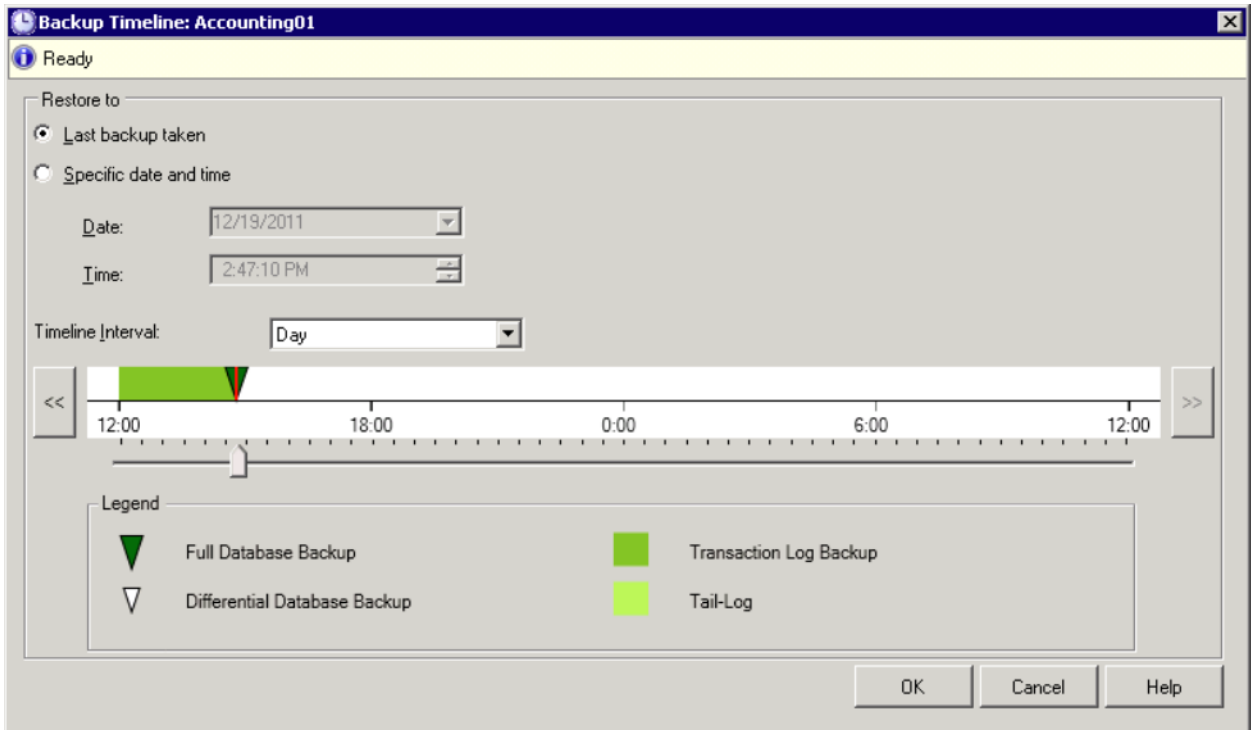 Backup Timeline: Accounting01
Ready
Restore to
Last backup taken
Specific date and time
Date: 12/19/2011
Time: 2:47:10 PM
Timeline Interval: Day
<< >>
12:00 18:00 0:00 6:00 12:00
Legend
Full Database Backup Transaction Log Backup
Differential Database Backup Tail-Log
OK Cancel Help